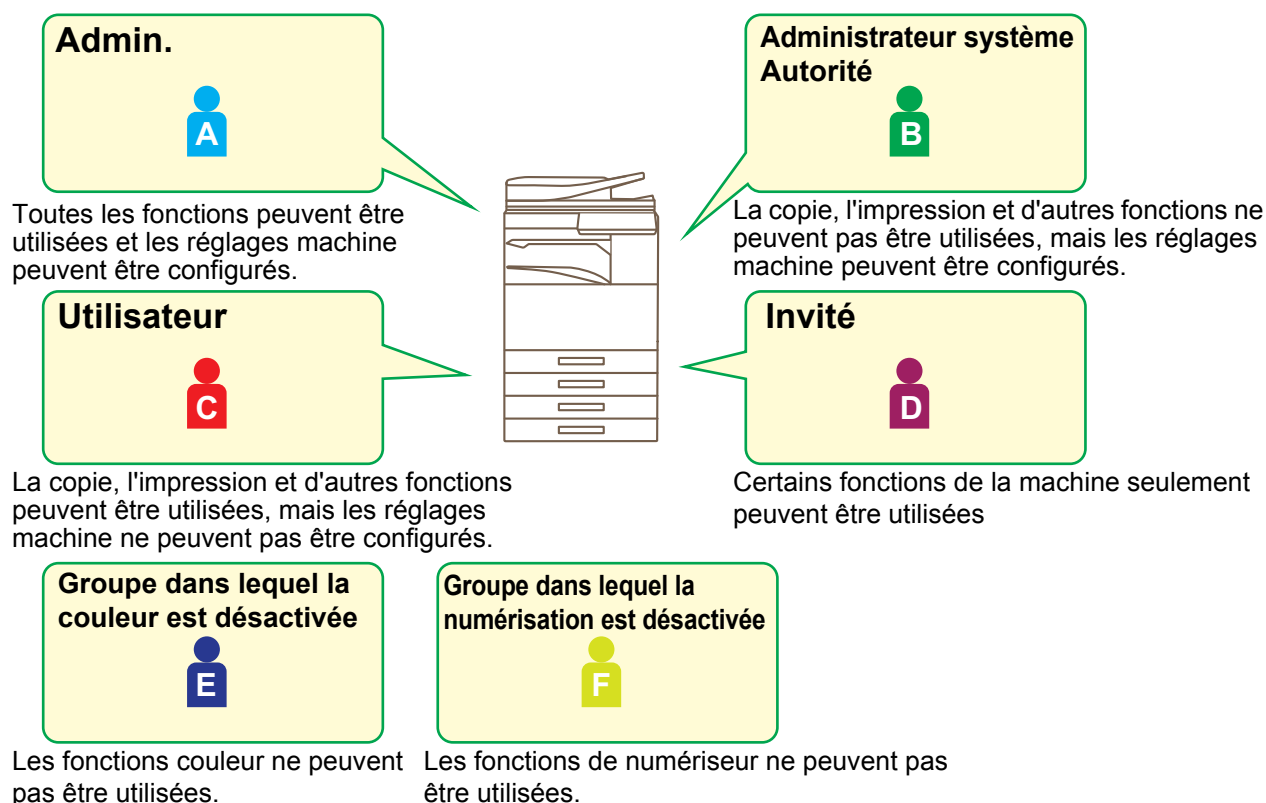 Admin.
A
Toutes les fonctions peuvent être
utilisées et les réglages machine
peuvent être configurés.
Administrateur système
Autorité
B
La copie, l'impression et d'autres fonctions ne
peuvent pas être utilisées, mais les réglages
machine peuvent être configurés.
Utilisateur
C
La copie, l'impression et d'autres fonctions
peuvent être utilisées, mais les réglages
machine ne peuvent pas être configurés.
Invité
D
Certains fonctions de la machine seulement
peuvent être utilisées
Groupe dans lequel la
couleur est désactivée
E
Les fonctions couleur ne peuvent
pas être utilisées.
Groupe dans lequel la
numérisation est désactivée
F
Les fonctions de numériseur ne peuvent pas
être utilisées.